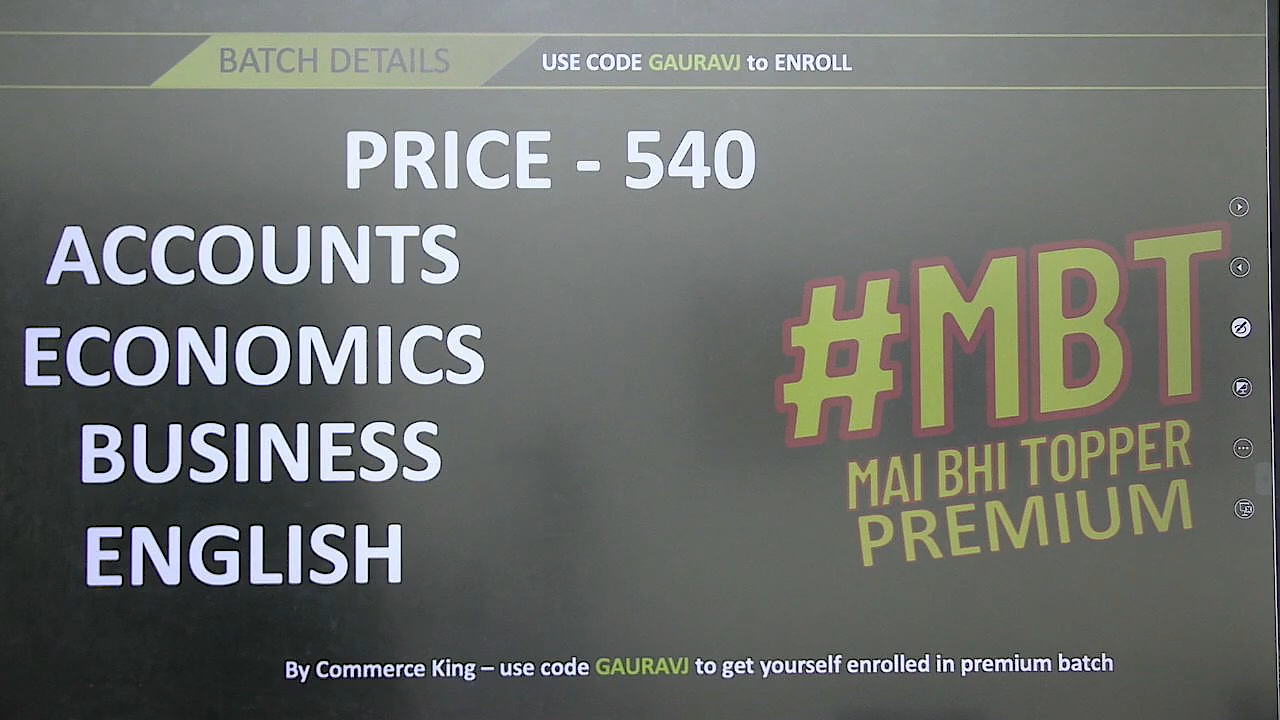 BATCH DETAILS
USE CODE GAURAVJ to ENROLL
PRICE - 540
ACCOUNTS
ECONOMICS
BUSINESS
ENGLISH
#MBT
MAI BHI TOPPER
PREMIUM
By Commerce King – use code GAURAVJ to get yourself enrolled in premium batch